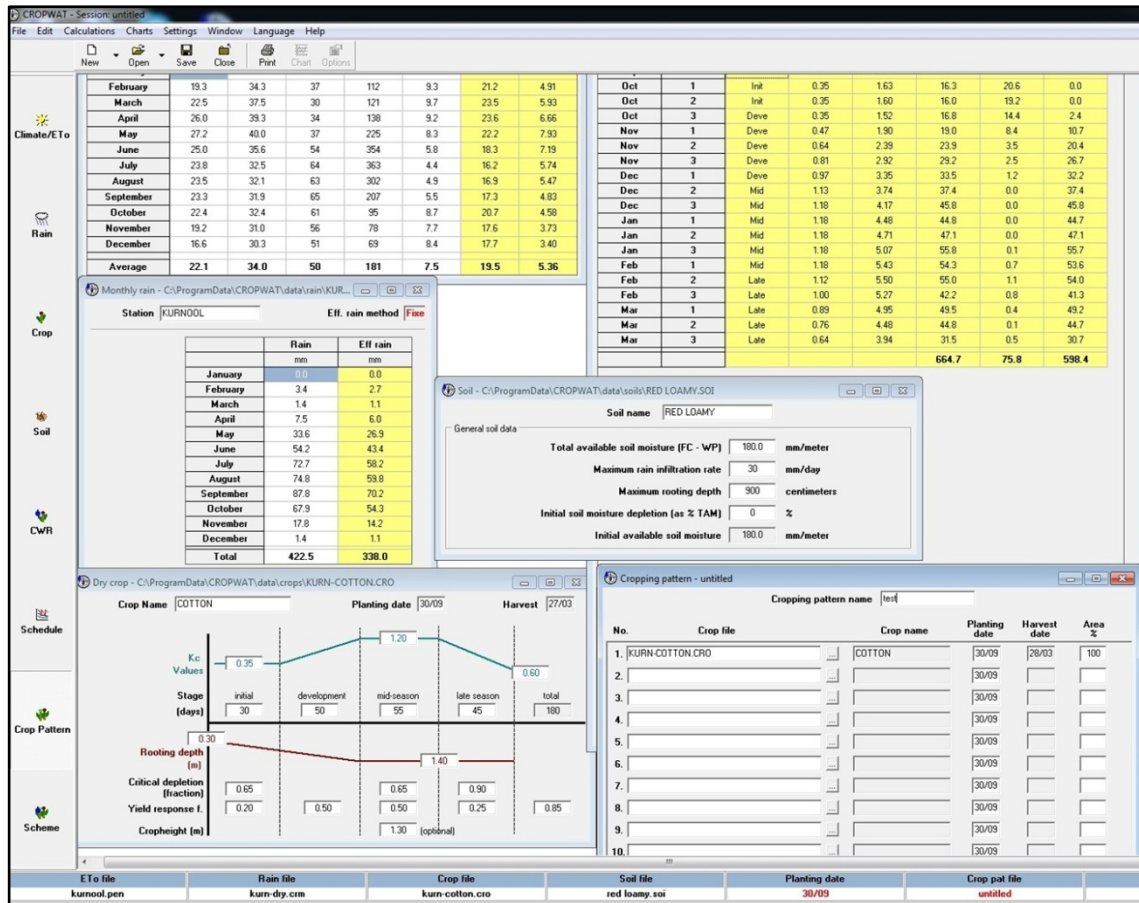 CROPWAT - Session: untitled
File Edit Calculations Charts Settings Window Language Help
New Open Save Close Print Chart Options
Climate/ETo
Rain
Crop
Soil
CWR
Schedule
Crop Pattern
Scheme
February 19.3 34.3 37 112 9.3 21.2 4.91
March 22.5 37.5 30 121 9.7 23.5 5.93
April 26.0 39.3 34 138 9.2 23.6 6.66
May 27.2 40.0 37 225 8.3 22.2 7.93
June 25.0 35.6 54 354 5.8 18.3 7.19
July 23.8 32.5 64 363 4.4 16.2 5.74
August 23.5 32.1 63 302 4.9 16.9 5.47
September 23.3 31.9 65 207 5.5 17.3 4.83
October 22.4 32.4 61 95 8.7 20.7 4.58
November 19.2 31.0 56 78 7.7 17.6 3.73
December 16.6 30.3 51 69 8.4 17.7 3.40
Average 22.1 34.0 50 181 7.5 19.5 5.36
Oct 1 Init 0.35 1.63 16.3 20.6 0.0
Oct 2 Init 0.35 1.60 16.0 19.2 0.0
Oct 3 Deve 0.35 1.52 16.8 14.4 2.4
Nov 1 Deve 0.47 1.90 19.0 8.4 10.7
Nov 2 Deve 0.64 2.39 23.9 3.5 20.4
Nov 3 Deve 0.81 2.92 29.2 2.5 26.7
Dec 1 Deve 0.97 3.35 33.5 1.2 32.2
Dec 2 Mid 1.13 3.74 37.4 0.0 37.4
Dec 3 Mid 1.18 4.17 45.8 0.0 45.8
Jan 1 Mid 1.18 4.48 44.8 0.0 44.7
Jan 2 Mid 1.18 4.71 47.1 0.0 47.1
Jan 3 Mid 1.18 5.07 55.8 0.1 55.7
Feb 1 Mid 1.18 5.43 54.3 0.7 53.6
Feb 2 Late 1.12 5.50 55.0 1.1 54.0
Feb 3 Late 1.00 5.27 42.2 0.8 41.3
Mar 1 Late 0.89 4.95 49.5 0.4 49.2
Mar 2 Late 0.76 4.48 44.8 0.1 44.7
Mar 3 Late 0.64 3.94 31.5 0.5 30.7
664.7 75.8 598.4
Monthly rain - C:\ProgramData\CROPWAT\data\rain\KUR...
Station KURNOOL Eff. rain method Fixe
Rain Eff rain
mm mm
January 0.0 0.0
February 3.4 2.7
March 1.4 1.1
April 7.5 6.0
May 33.6 26.9
June 54.2 43.4
July 72.7 58.2
August 74.8 59.8
September 87.8 70.2
October 67.9 54.3
November 17.8 14.2
December 1.4 1.1
Total 422.5 338.0
Soil - C:\ProgramData\CROPWAT\data\soils\RED LOAMY.SOI
Soil name RED LOAMY
General soil data
Total available soil moisture (FC - WP) 180.0 mm/meter
Maximum rain infiltration rate 30 mm/day
Maximum rooting depth 900 centimeters
Initial soil moisture depletion (as % TAM) 0 %
Initial available soil moisture 180.0 mm/meter
Dry crop - C:\ProgramData\CROPWAT\data\crops\KURN-COTTON.CRO
Crop Name COTTON Planting date 30/09 Harvest 27/03
1.20
Kc
Values
0.35
0.60
Stage initial development mid-season late season total
(days) 30 50 55 45 180
0.30
Rooting depth
(m)
1.40
Critical depletion
(fraction) 0.65 0.65 0.90
Yield response f. 0.20 0.50 0.50 0.25 0.85
Cropheight (m) 1.30 (optional)
Cropping pattern - untitled
Cropping pattern name test
No. Crop file Crop name Planting date Harvest date Area %
1. KURN-COTTON.CRO ... COTTON 30/09 28/03 100
2. ... 30/09
3. ... 30/09
4. ... 30/09
5. ... 30/09
6. ... 30/09
7. ... 30/09
8. ... 30/09
9. ... 30/09
10. ... 30/09
ETo file Rain file Crop file Soil file Planting date Crop pat file
kurnool.pen kurn-dry.crm kurn-cotton.cro red loamy.soi 30/09 untitled